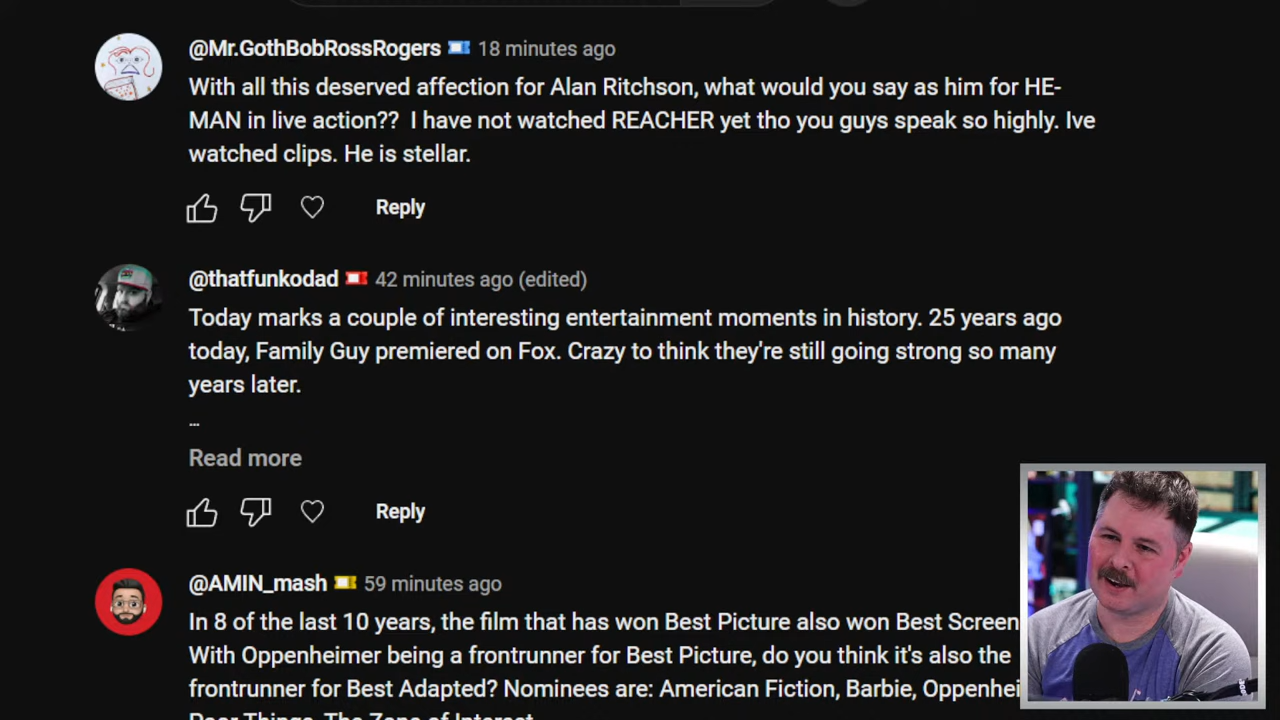 @Mr.GothBobRossRogers 18 minutes ago
With all this deserved affection for Alan Ritchson, what would you say as him for HE-
MAN in live action?? I have not watched REACHER yet tho you guys speak so highly. Ive
watched clips. He is stellar.
Reply
@thatfunkodad 42 minutes ago (edited)
Today marks a couple of interesting entertainment moments in history. 25 years ago
today, Family Guy premiered on Fox. Crazy to think they're still going strong so many
years later.
...
Read more
Reply
@AMIN_mash 59 minutes ago
In 8 of the last 10 years, the film that has won Best Picture also won Best Screen
With Oppenheimer being a frontrunner for Best Picture, do you think it's also the
frontrunner for Best Adapted? Nominees are: American Fiction, Barbie, Oppenhei
Poor Things, The Zone of Interest